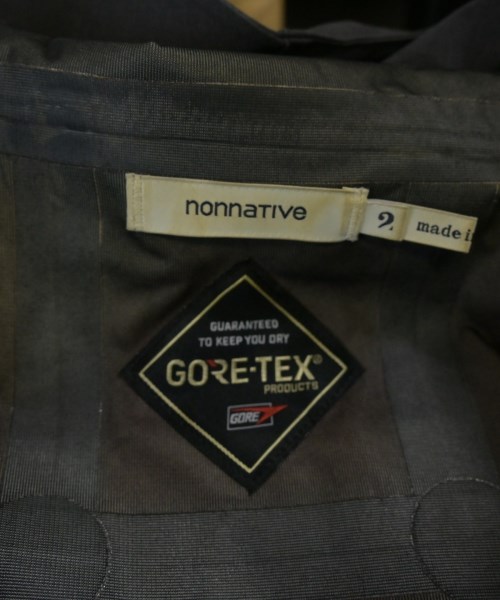 nonnative
2
made i
GUARANTEED
TO KEEP YOU DRY
GORE-TEX®
PRODUCTS
GORE